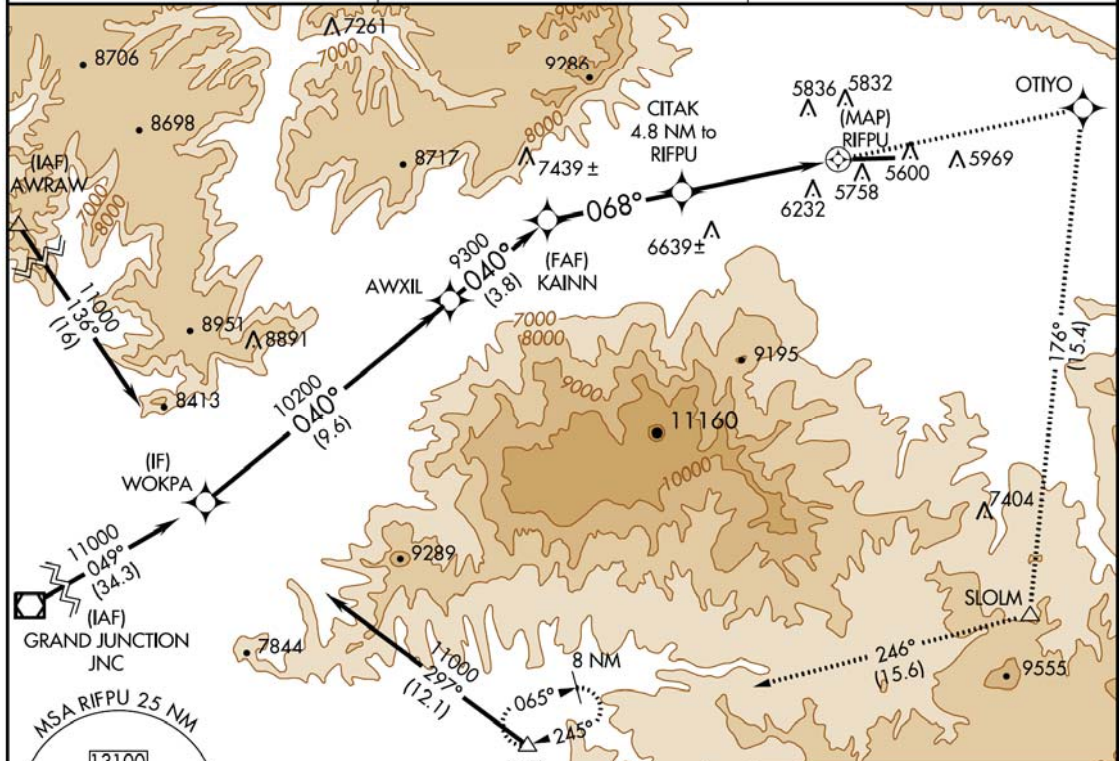 7261
8706
9286
8698
7000
8717
8000
7439 ±
CITAK
4.8 NM to
RIFPU
5836
5832
(MAP)
RIFPU
OTIYO
5600
5969
5758
6232
6639±
(IAF)
AWRAW
7000
8000
11000
136°
(16)
8951
8891
8413
AWXIL
9300
040°
(3.8)
068°
(FAF)
KAINN
10200
040°
(9.6)
7000
8000
9000
9195
11160
10000
176°
(15.4)
7404
(IF)
WOKPA
11000
049°
(34.3)
(IAF)
GRAND JUNCTION
JNC
9289
7844
11000
297°
(12.1)
8 NM
065°
245°
SLOLM
246°
(15.6)
9555
MSA RIFPU 25 NM